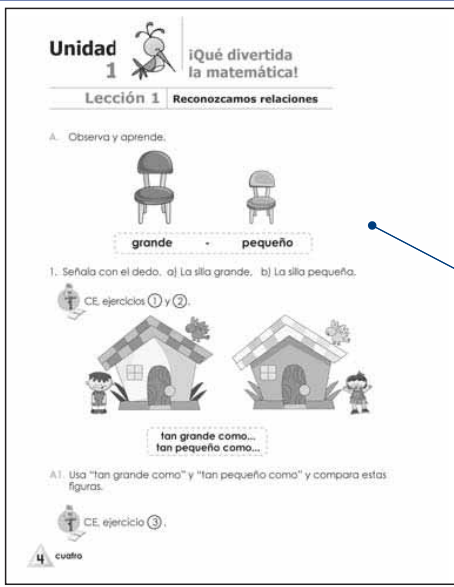 Unidad
1
¡Qué divertida
la matemática!
Lección 1 Reconozcamos relaciones
A. Observa y aprende.
grande - pequeño
1. Señala con el dedo. a) La silla grande. b) La silla pequeña.
1 CE, ejercicios ① y ②.
tan grande como...
tan pequeño como...
A1. Usa "tan grande como" y "tan pequeño como" y compara estas
figuras.
1 CE, ejercicio ③.
4 cuatro